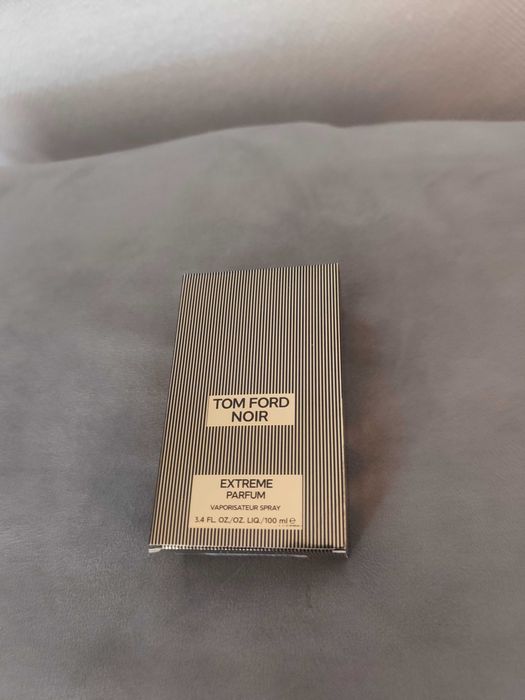 TOM FORD
NOIR
EXTREME
PARFUM
VAPORISATEUR SPRAY
3.4 FL. OZ./OZ. LIQ./100 ml ℮